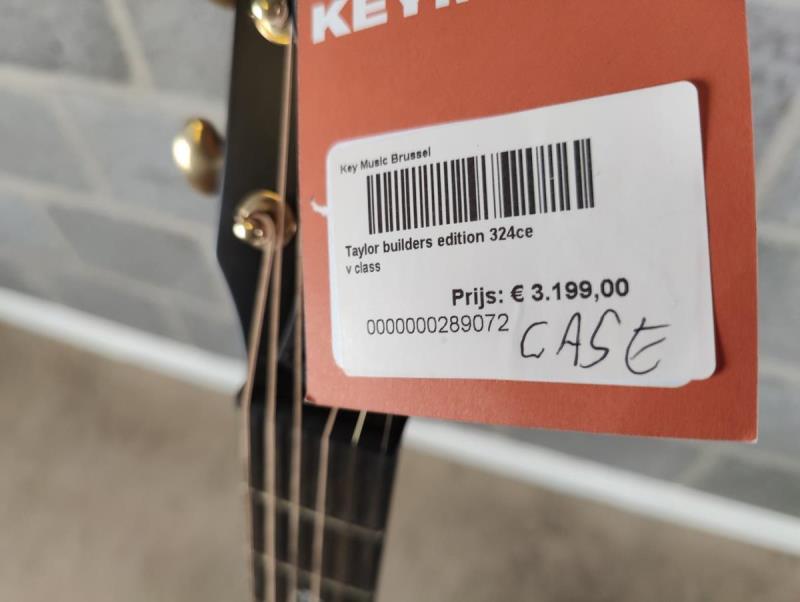 Key Music Brussel
Taylor builders edition 324ce
v class
Prijs: € 3.199,00
0000000289072
CASE